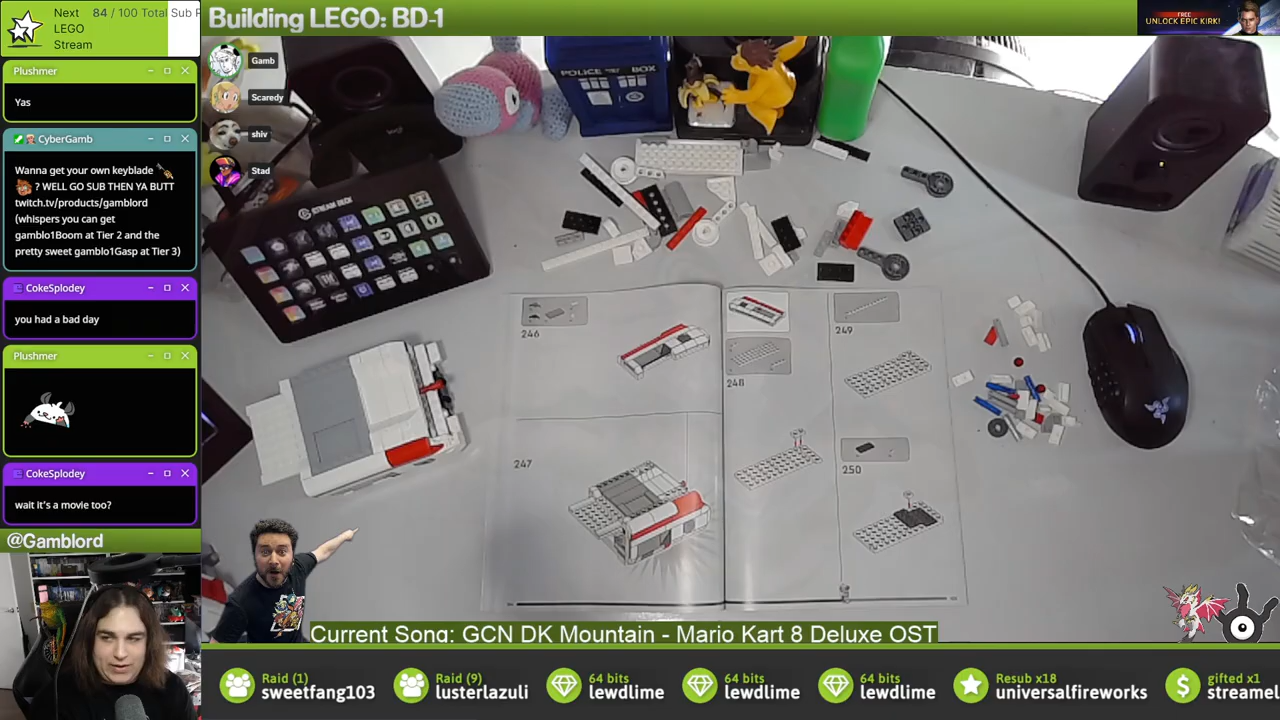 Next
LEGO
Stream
84 / 100 Total Sub P
Building LEGO: BD-1
FREE
UNLOCK EPIC KIRK!
Plushmer
Yas
CyberGamb
Wanna get your own keyblade
? WELL GO SUB THEN YA BUTT
twitch.tv/products/gamblord
(whispers you can get
gamblo1Boom at Tier 2 and the
pretty sweet gamblo1Gasp at Tier 3)
CokeSplodey
you had a bad day
Plushmer
CokeSplodey
wait it's a movie too?
@Gamblord
Gamb
Scaredy
shiv
Stad
POLICE BOX
STREAM DECK
246
247
248
249
250
Current Song: GCN DK Mountain - Mario Kart 8 Deluxe OST
Raid (1)
sweetfang103
Raid (9)
lusterlazuli
64 bits
lewdlime
64 bits
lewdlime
64 bits
lewdlime
Resub x18
universalfireworks
gifted x1
streamel